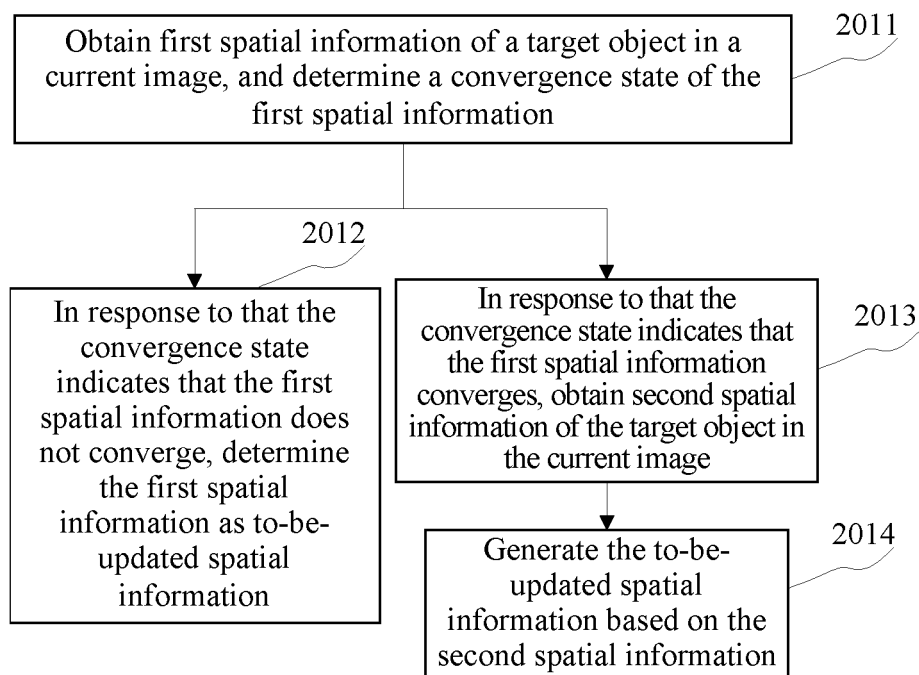 2011
Obtain first spatial information of a target object in a
current image, and determine a convergence state of the
first spatial information
2012
In response to that the
convergence state
indicates that the first
spatial information does
not converge, determine
the first spatial
information as to-be-
updated spatial
information
2013
In response to that the
convergence state indicates that
the first spatial information
converges, obtain second spatial
information of the target object in
the current image
2014
Generate the to-be-
updated spatial
information based on the
second spatial information